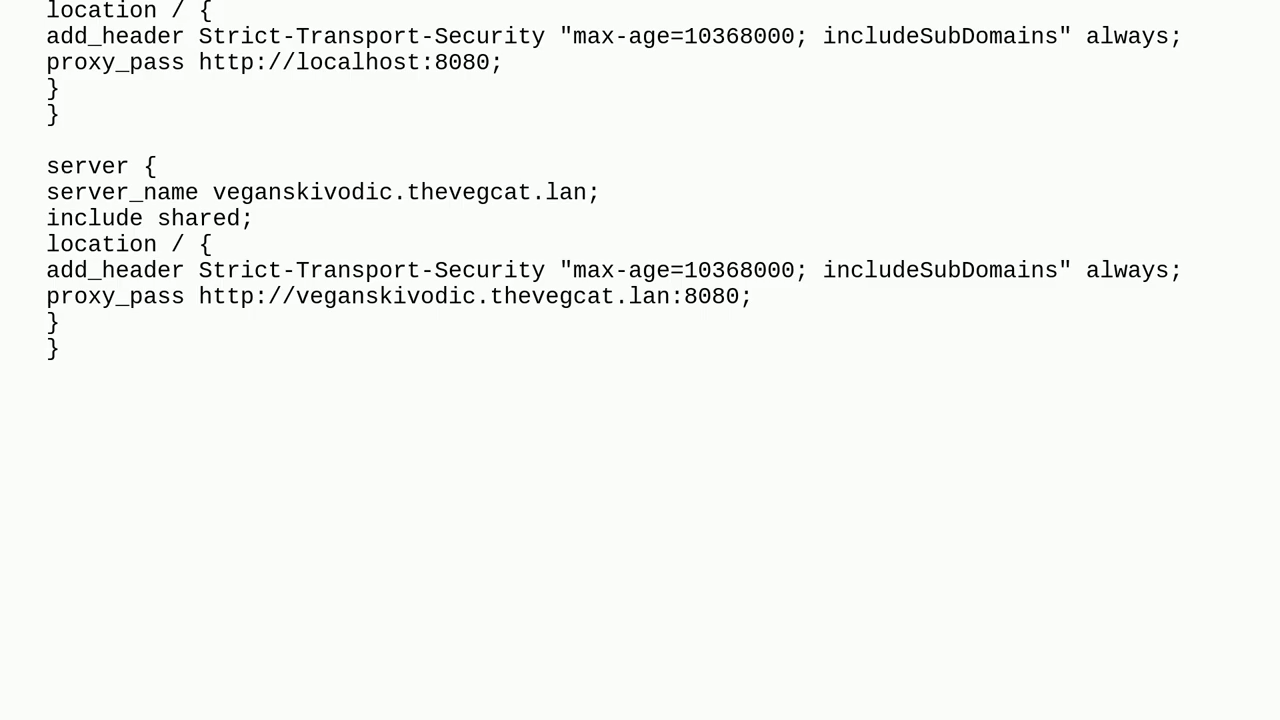 location / {
add_header Strict-Transport-Security "max-age=10368000; includeSubDomains" always;
proxy_pass http://localhost:8080;
}
}
server {
server_name veganskivodic.thevegcat.lan;
include shared;
location / {
add_header Strict-Transport-Security "max-age=10368000; includeSubDomains" always;
proxy_pass http://veganskivodic.thevegcat.lan:8080;
}
}